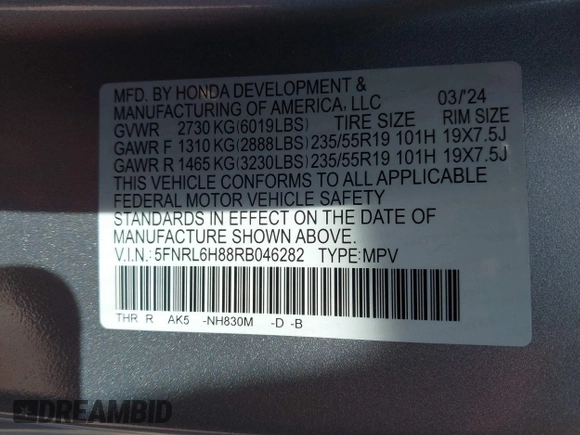 MFD. BY HONDA DEVELOPMENT &
MANUFACTURING OF AMERICA, LLC 03/'24
GVWR 2730 KG(6019LBS) TIRE SIZE RIM SIZE
GAWR F 1310 KG(2888LBS) 235/55R19 101H 19X7.5J
GAWR R 1465 KG(3230LBS) 235/55R19 101H 19X7.5J
THIS VEHICLE CONFORMS TO ALL APPLICABLE
FEDERAL MOTOR VEHICLE SAFETY
STANDARDS IN EFFECT ON THE DATE OF
MANUFACTURE SHOWN ABOVE.
V.I.N.: 5FNRL6H88RB046282 TYPE: MPV
THR R AK5 -NH830M -D -B
DREAMBID